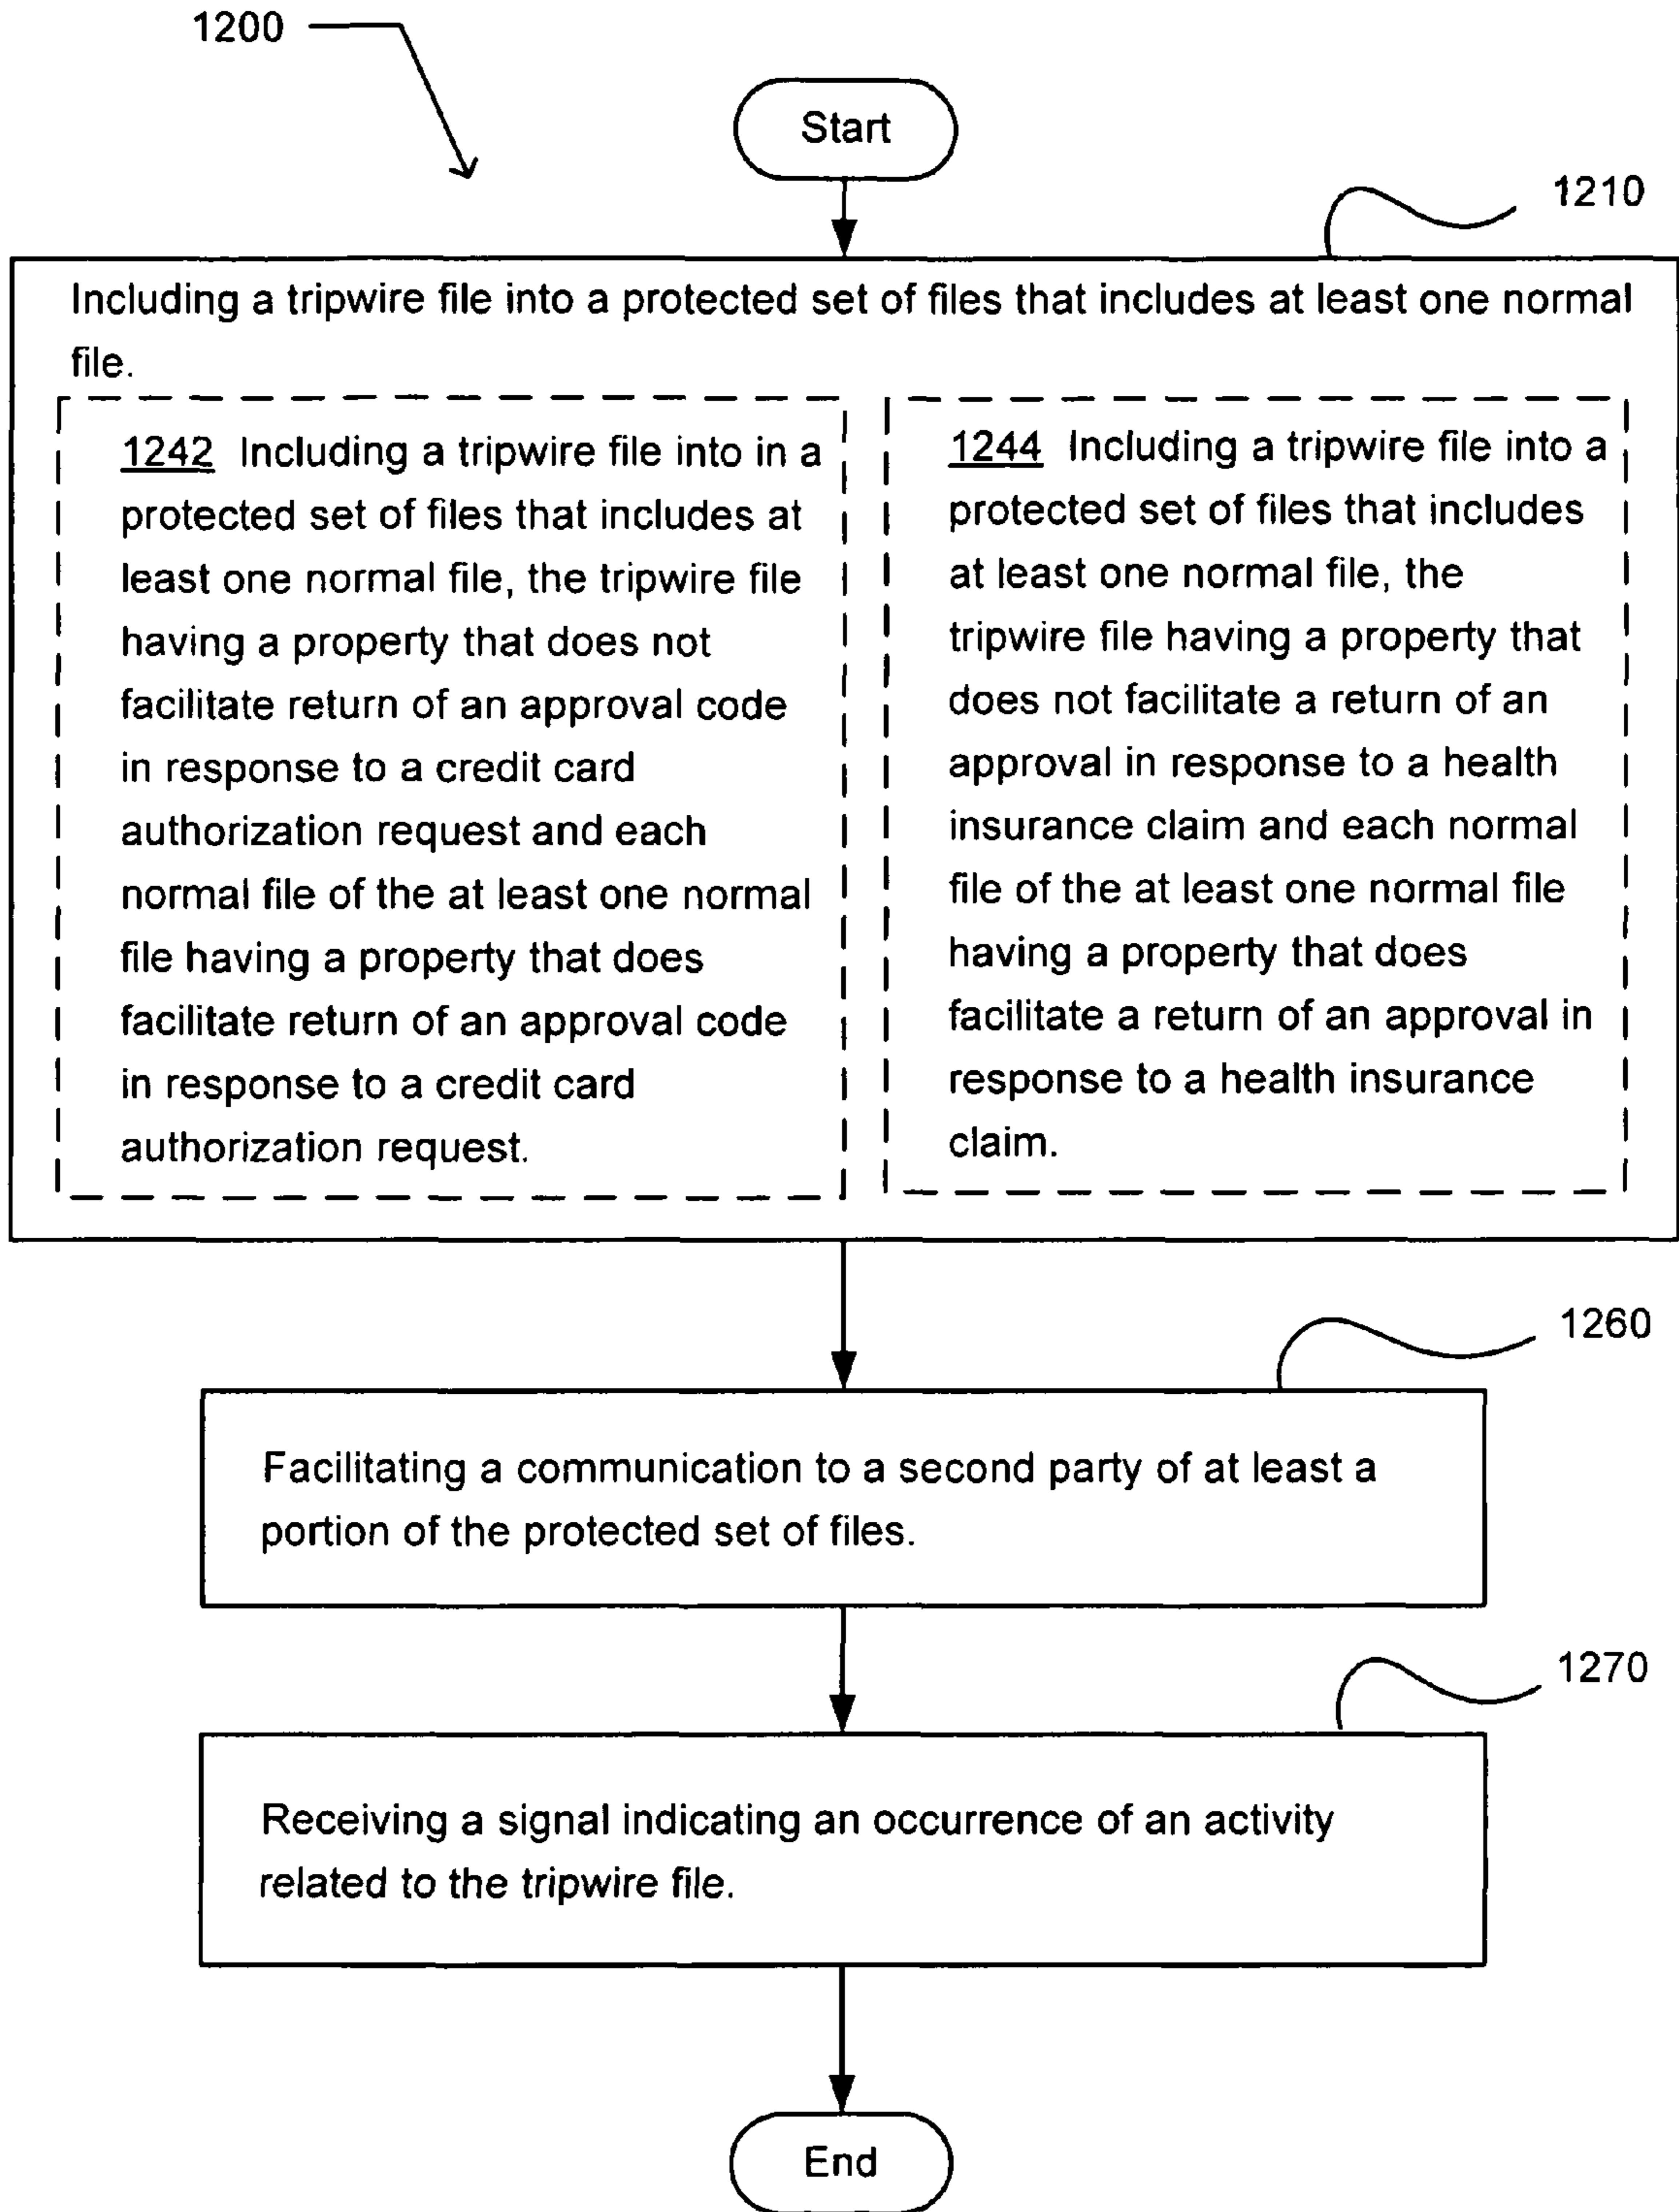 1200
Start
1210
Including a tripwire file into a protected set of files that includes at least one normal
file.
1242 Including a tripwire file into in a
protected set of files that includes at
least one normal file, the tripwire file
having a property that does not
facilitate return of an approval code
in response to a credit card
authorization request and each
normal file of the at least one normal
file having a property that does
facilitate return of an approval code
in response to a credit card
authorization request.
1244 Including a tripwire file into a
protected set of files that includes
at least one normal file, the
tripwire file having a property that
does not facilitate a return of an
approval in response to a health
insurance claim and each normal
file of the at least one normal file
having a property that does
facilitate a return of an approval in
response to a health insurance
claim.
1260
Facilitating a communication to a second party of at least a
portion of the protected set of files.
1270
Receiving a signal indicating an occurrence of an activity
related to the tripwire file.
End